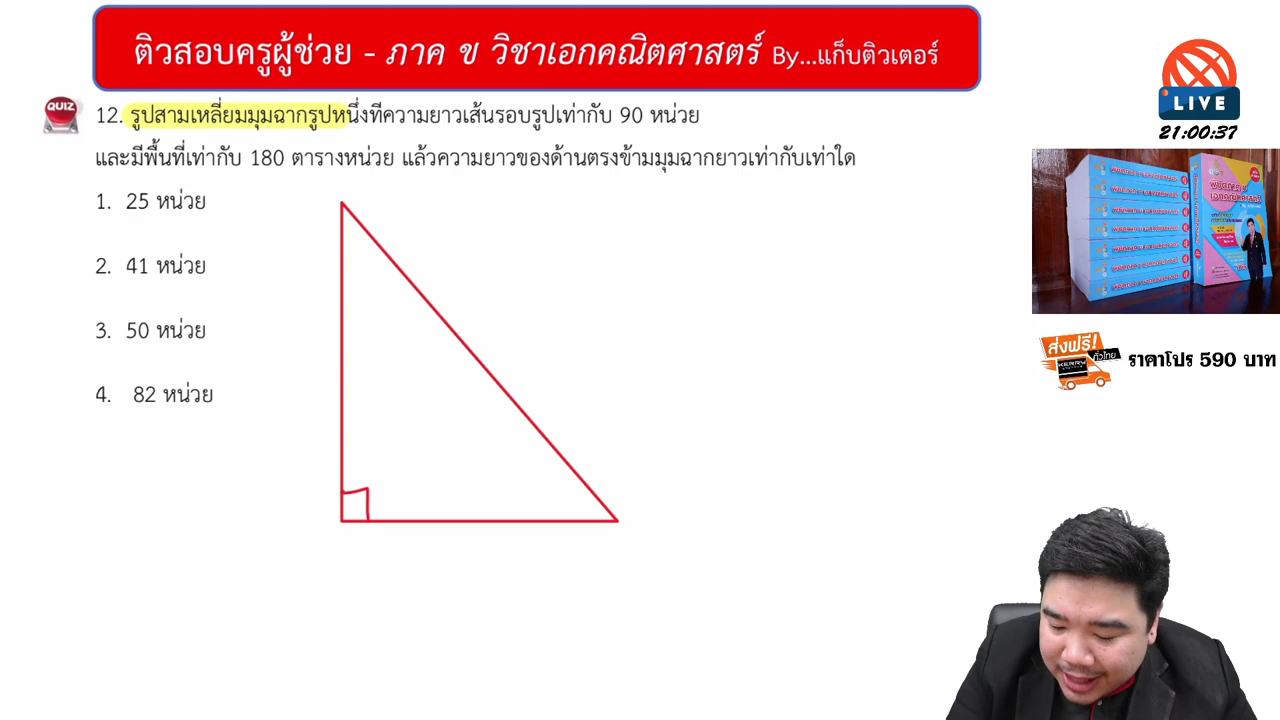 ติวสอบครูผู้ช่วย - ภาค ข วิชาเอกคณิตศาสตร์ By...แก็บติวเตอร์
QUIZ
12. รูปสามเหลี่ยมมุมฉากรูปหนึ่งทีความยาวเส้นรอบรูปเท่ากับ 90 หน่วย
และมีพื้นที่เท่ากับ 180 ตารางหน่วย แล้วความยาวของด้านตรงข้ามมุมฉากยาวเท่ากับเท่าใด
1. 25 หน่วย
2. 41 หน่วย
3. 50 หน่วย
4. 82 หน่วย
LIVE
21:00:37
ส่งฟรี!
ทั่วไทย
KERRY
ราคาโปร 590 บาท